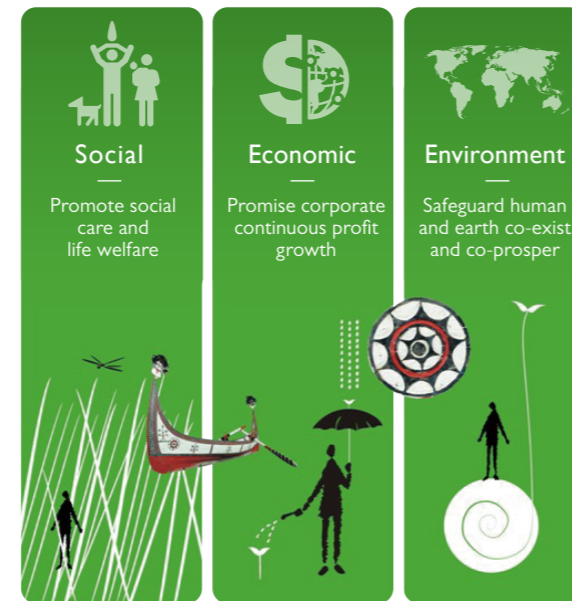 Social
Promote social
care and
life welfare
Economic
Promise corporate
continuous profit
growth
Environment
Safeguard human
and earth co-exist
and co-prosper